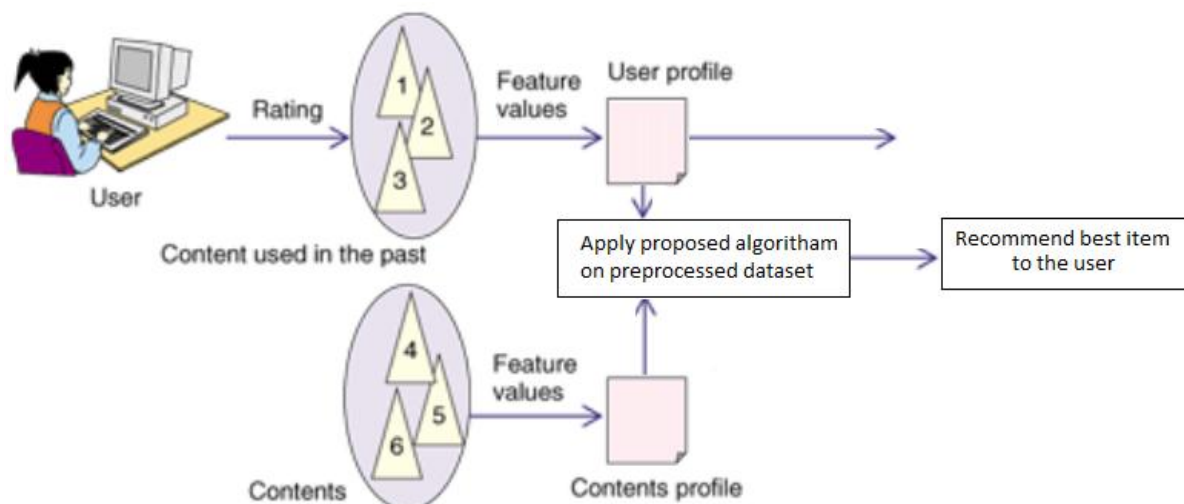 User
Rating
1
2
3
Content used in the past
Feature
values
User profile
Apply proposed algoritham
on preprocessed dataset
Recommend best item
to the user
4
5
6
Contents
Feature
values
Contents profile